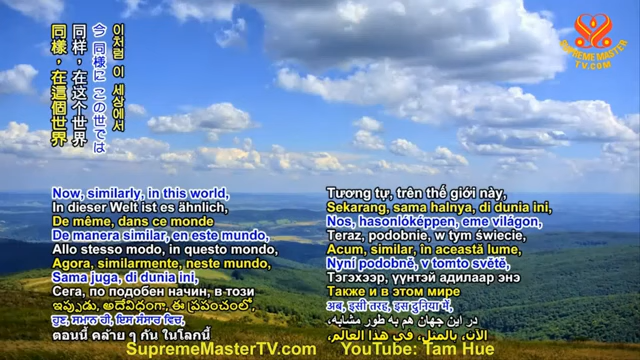 이처럼 이 세상에서
今 同様に この世では
同样，在这个世界
同樣，在這個世界
SUPREME MASTER
TV.COM
Now, similarly, in this world,
In dieser Welt ist es ähnlich,
De même, dans ce monde
De manera similar, en este mundo,
Allo stesso modo, in questo mondo,
Agora, similarmente, neste mundo,
Sama juga, di dunia ini,
Сега, по подобен начин, в този
ఇప్పుడు, అదేవిధంగా, ఈ ప్రపంచంలో,
ਹੁਣ, ਸਮਾਨ ਹੀ, ਇਸ ਸੰਸਾਰ ਵਿਚ,
ตอนนี้ คล้าย ๆ กัน ในโลกนี้
Tương tự, trên thế giới này,
Sekarang, sama halnya, di dunia ini,
Nos, hasonlóképpen, eme világon,
Teraz, podobnie, w tym świecie,
Acum, similar, în această lume,
Nyní podobně, v tomto světě,
Тэгэхээр, үүнтэй адилаар энэ
Также и в этом мире
अब, इसी तरह, इस दुनिया में,
در این جهان هم به طور مشابه،
الآن، بالمثل، في هذا العالم،
SupremeMasterTV.com
YouTube: Tam Hue